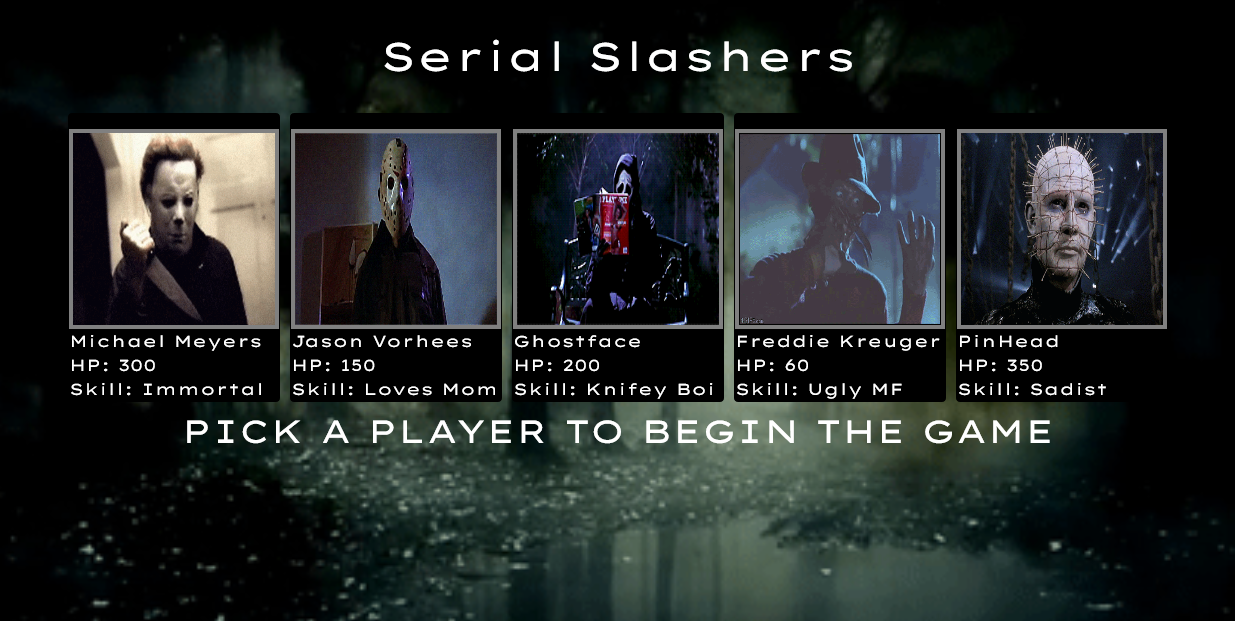 Serial Slashers
Michael Meyers
HP: 300
Skill: Immortal
Jason Vorhees
HP: 150
Skill: Loves Mom
Ghostface
HP: 200
Skill: Knifey Boi
Freddie Kreuger
HP: 60
Skill: Ugly MF
PinHead
HP: 350
Skill: Sadist
PICK A PLAYER TO BEGIN THE GAME